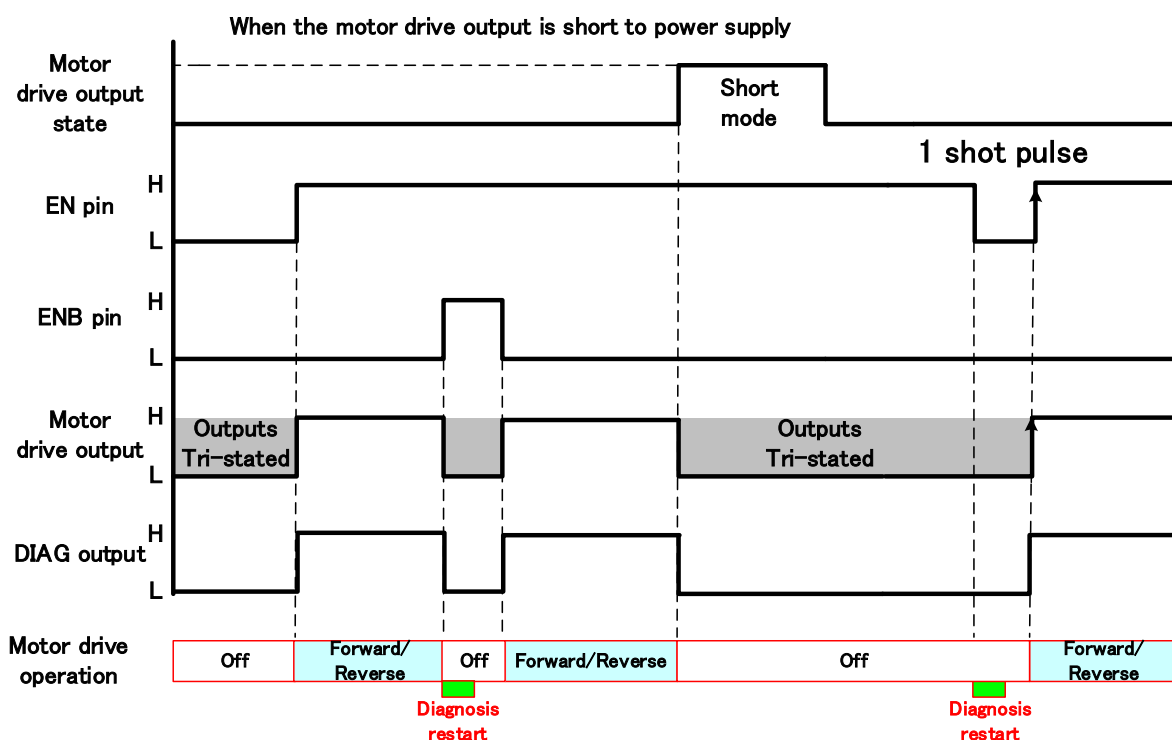 When the motor drive output is short to power supply
Motor
drive output
state
Short
mode
1 shot pulse
H
EN pin
L
H
ENB pin
L
Motor
drive output
H
L
Outputs
Tri-stated
Outputs
Tri-stated
H
DIAG output
L
Motor drive
operation
Off
Forward/
Reverse
Off
Forward/Reverse
Off
Forward/
Reverse
Diagnosis
restart
Diagnosis
restart